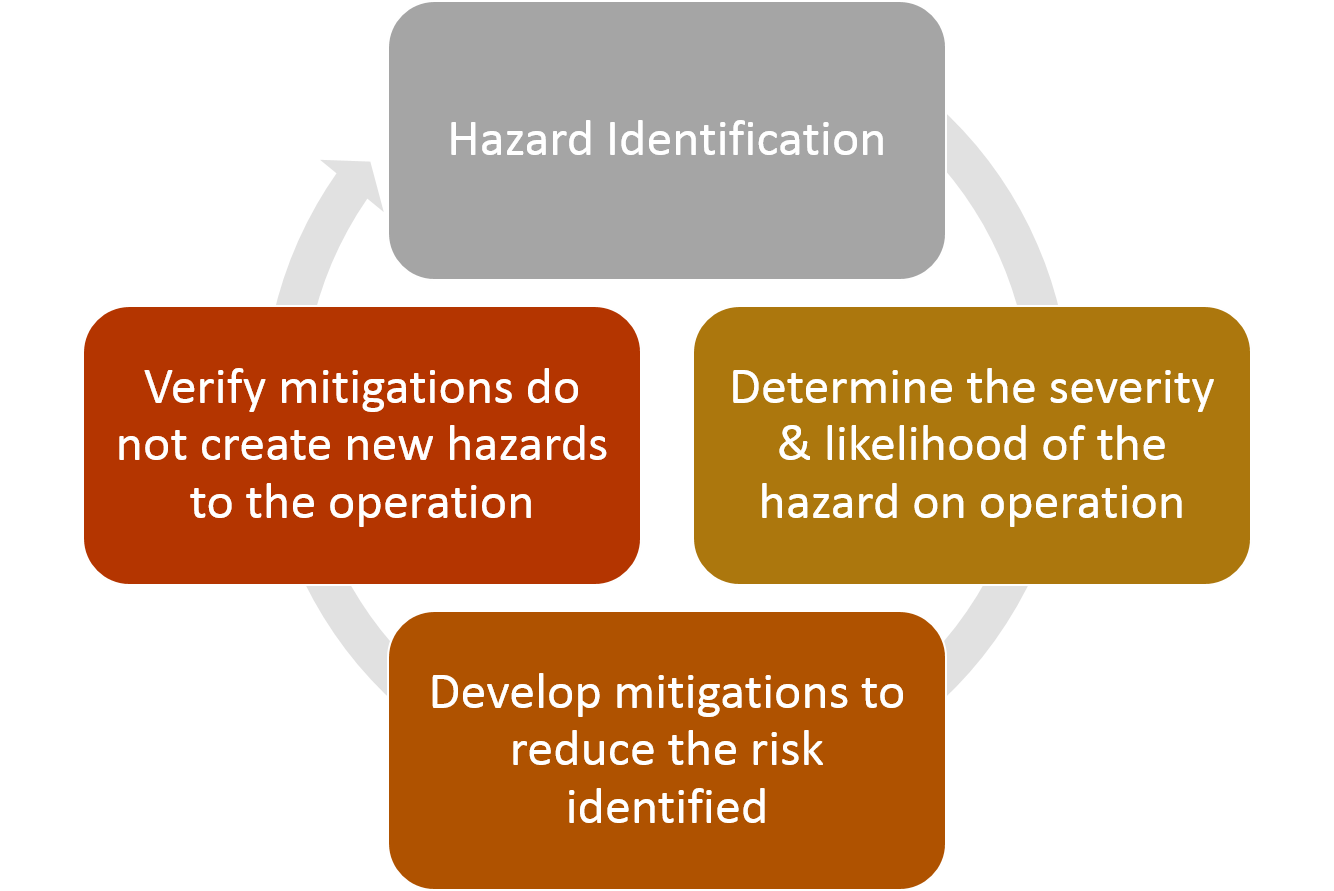 Hazard Identification
Determine the severity
& likelihood of the
hazard on operation
Develop mitigations to
reduce the risk
identified
Verify mitigations do
not create new hazards
to the operation